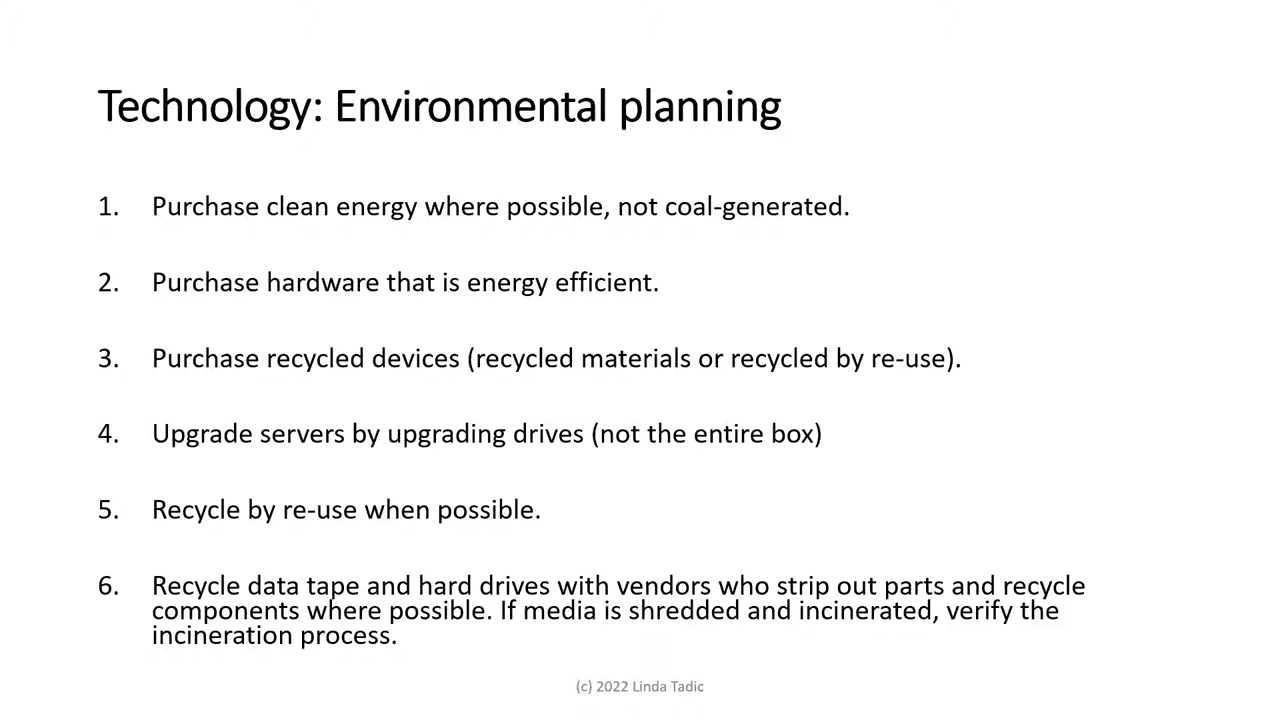 Technology: Environmental planning
1. Purchase clean energy where possible, not coal-generated.
2. Purchase hardware that is energy efficient.
3. Purchase recycled devices (recycled materials or recycled by re-use).
4. Upgrade servers by upgrading drives (not the entire box)
5. Recycle by re-use when possible.
6. Recycle data tape and hard drives with vendors who strip out parts and recycle
components where possible. If media is shredded and incinerated, verify the
incineration process.
(c) 2022 Linda Tadic